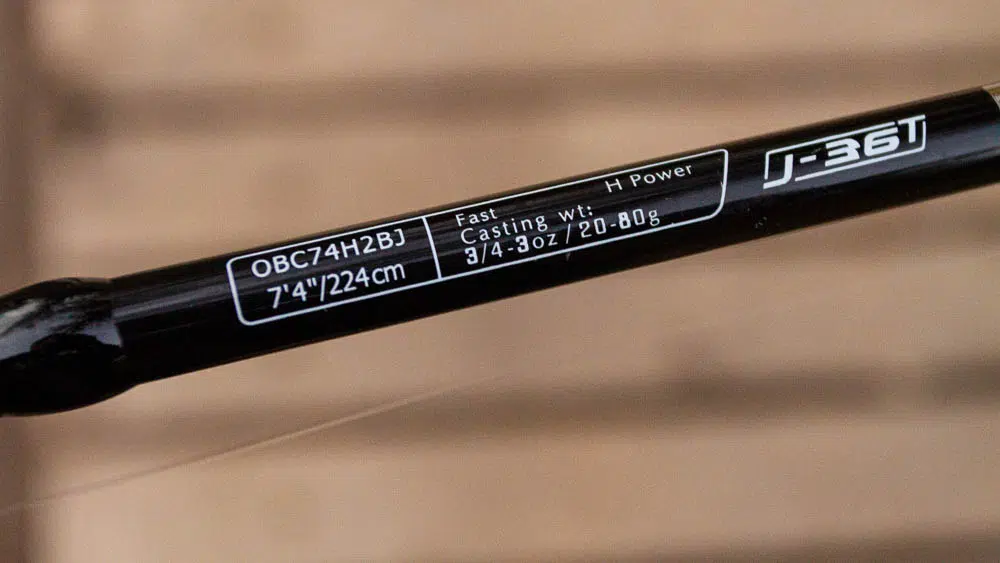 OBC74H2BJ
7'4"/224cm
Fast H Power
Casting wt:
3/4-3oz/20-80g
J-36T